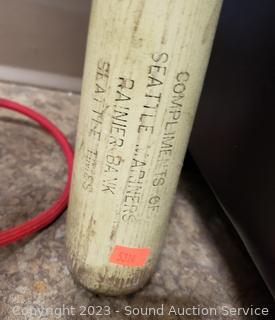 COMPLIMENTS OF
SEATTLE MARINERS
RAINIER BANK
SEATTLE TIMES
Copyright 2023 - Sound Auction Service